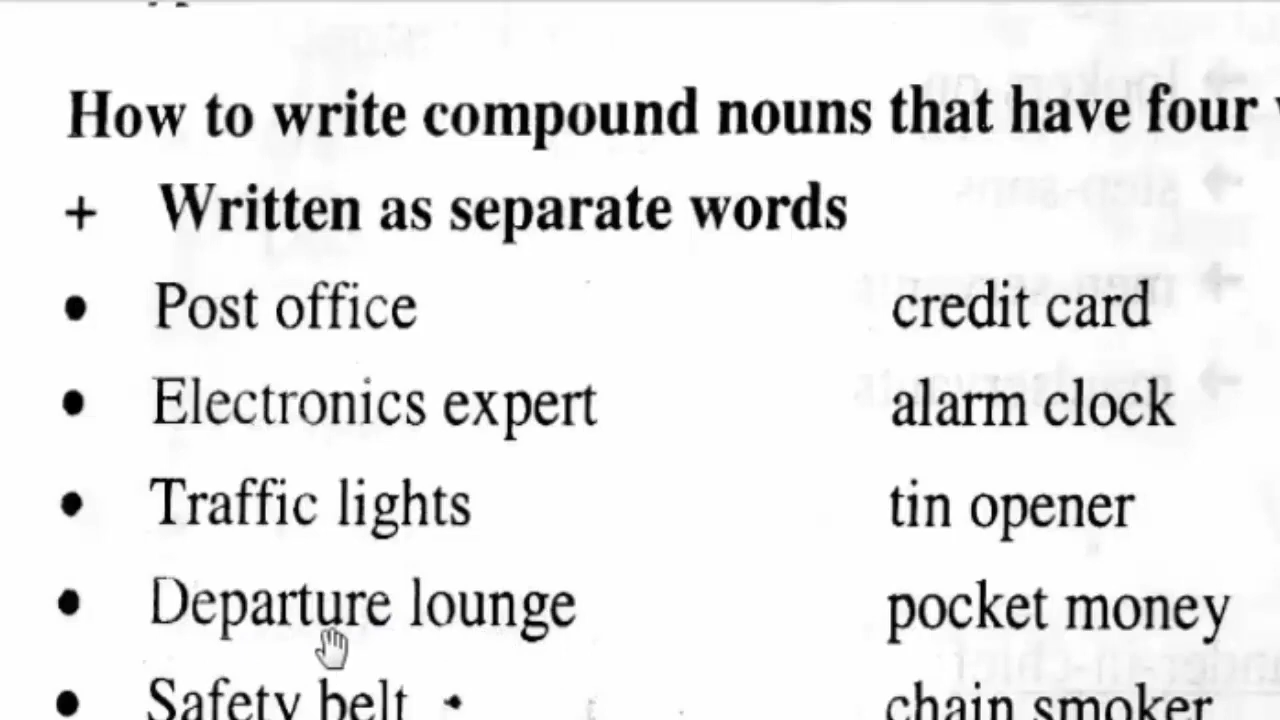 How to write compound nouns that have four
+ Written as separate words
• Post office credit card
• Electronics expert alarm clock
• Traffic lights tin opener
• Departure lounge pocket money
• Safety belt chain smoker